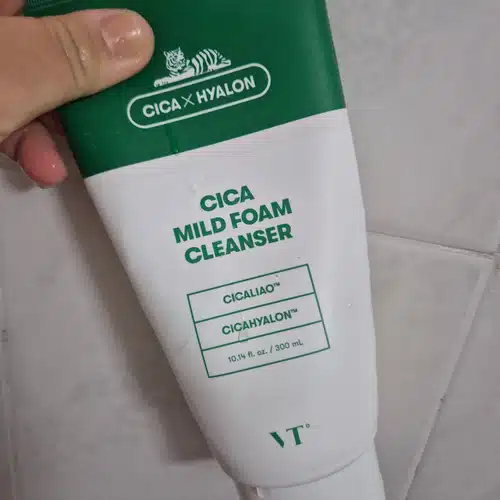 CICA × HYALON
CICA
MILD FOAM
CLEANSER
CICALIAO™
CICAHYALON™
10.14 fl. oz. / 300 mL
VT®